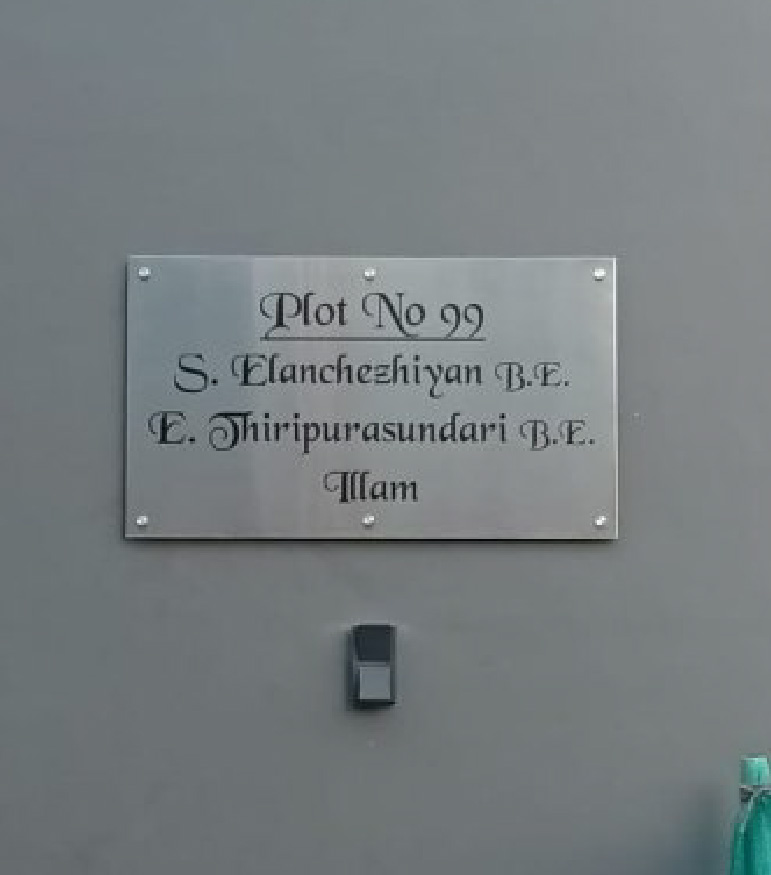 Plot No 99
S. Elanchezhiyan B.E.
E. Thiripurasundari B.E.
Illam